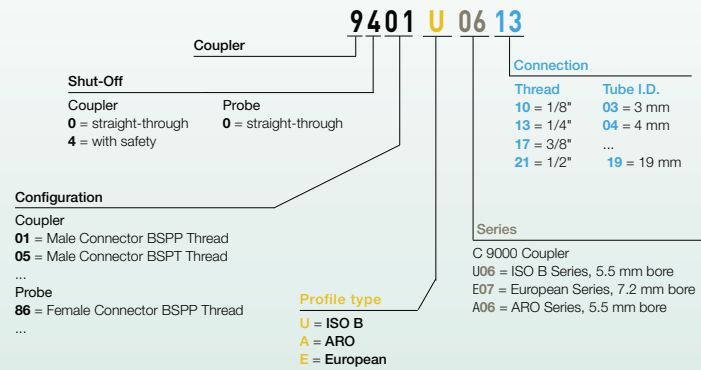 9401 U 06 13
Coupler
Shut-Off
Coupler Probe
0 = straight-through 0 = straight-through
4 = with safety
Connection
Thread Tube I.D.
10 = 1/8" 03 = 3 mm
13 = 1/4" 04 = 4 mm
17 = 3/8" ...
21 = 1/2" 19 = 19 mm
Configuration
Coupler
01 = Male Connector BSPP Thread
05 = Male Connector BSPT Thread
...
Probe
86 = Female Connector BSPP Thread
...
Series
C 9000 Coupler
U06 = ISO B Series, 5.5 mm bore
E07 = European Series, 7.2 mm bore
A06 = ARO Series, 5.5 mm bore
Profile type
U = ISO B
A = ARO
E = European